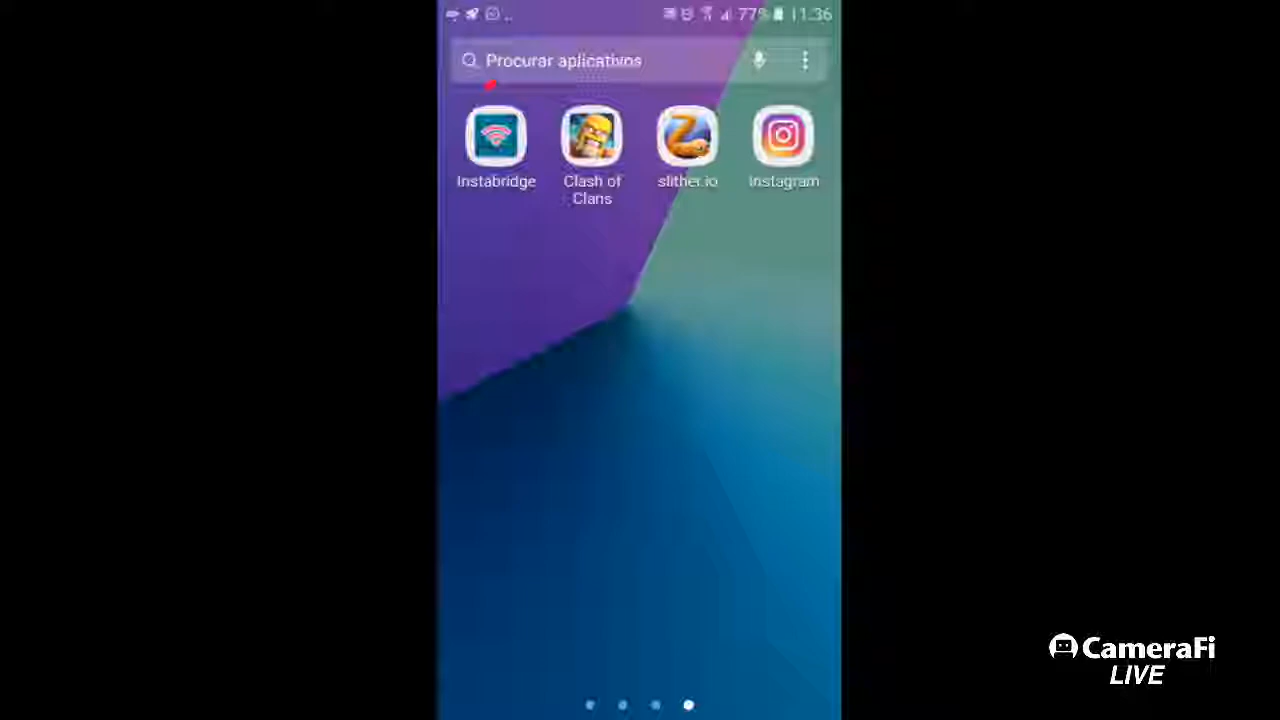 77% 11:36
Procurar aplicativos
Instabridge
Clash of Clans
slither.io
Instagram
CameraFi
LIVE